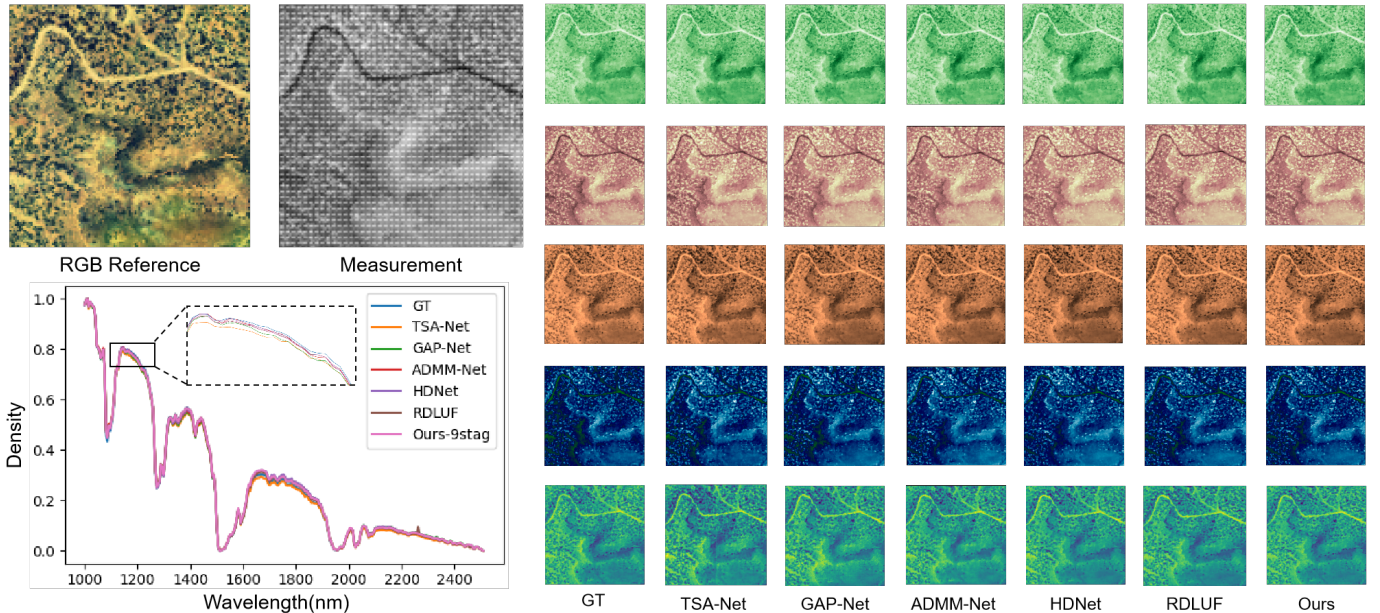 RGB Reference
Measurement
1.0
0.8
0.6
0.4
0.2
0.0
Density
GT
TSA-Net
GAP-Net
ADMM-Net
HDNet
RDLUF
Ours-9stag
1000 1200 1400 1600 1800 2000 2200 2400
Wavelength(nm)
GT TSA-Net GAP-Net ADMM-Net HDNet RDLUF Ours